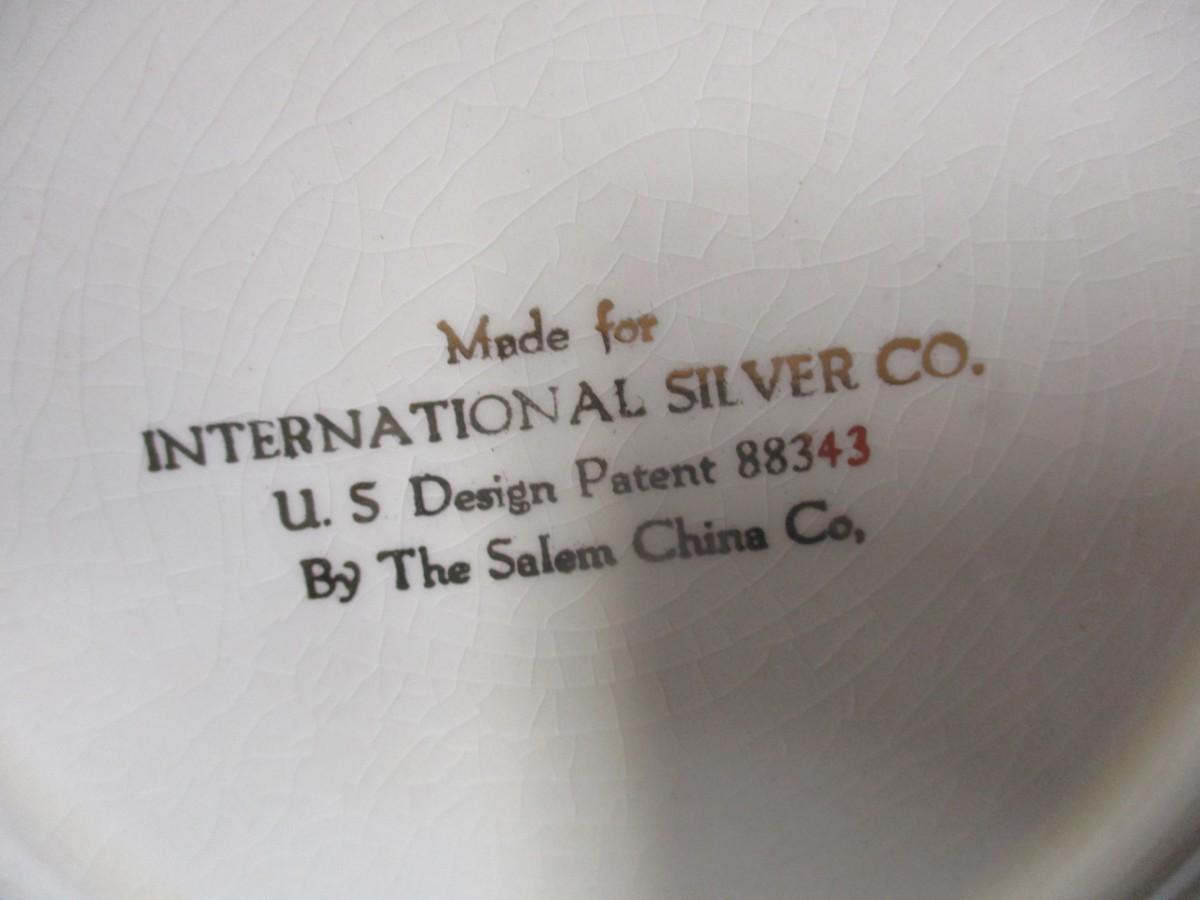 Made for
INTERNATIONAL SILVER CO.
U. S Design Patent 88343
By The Salem China Co,